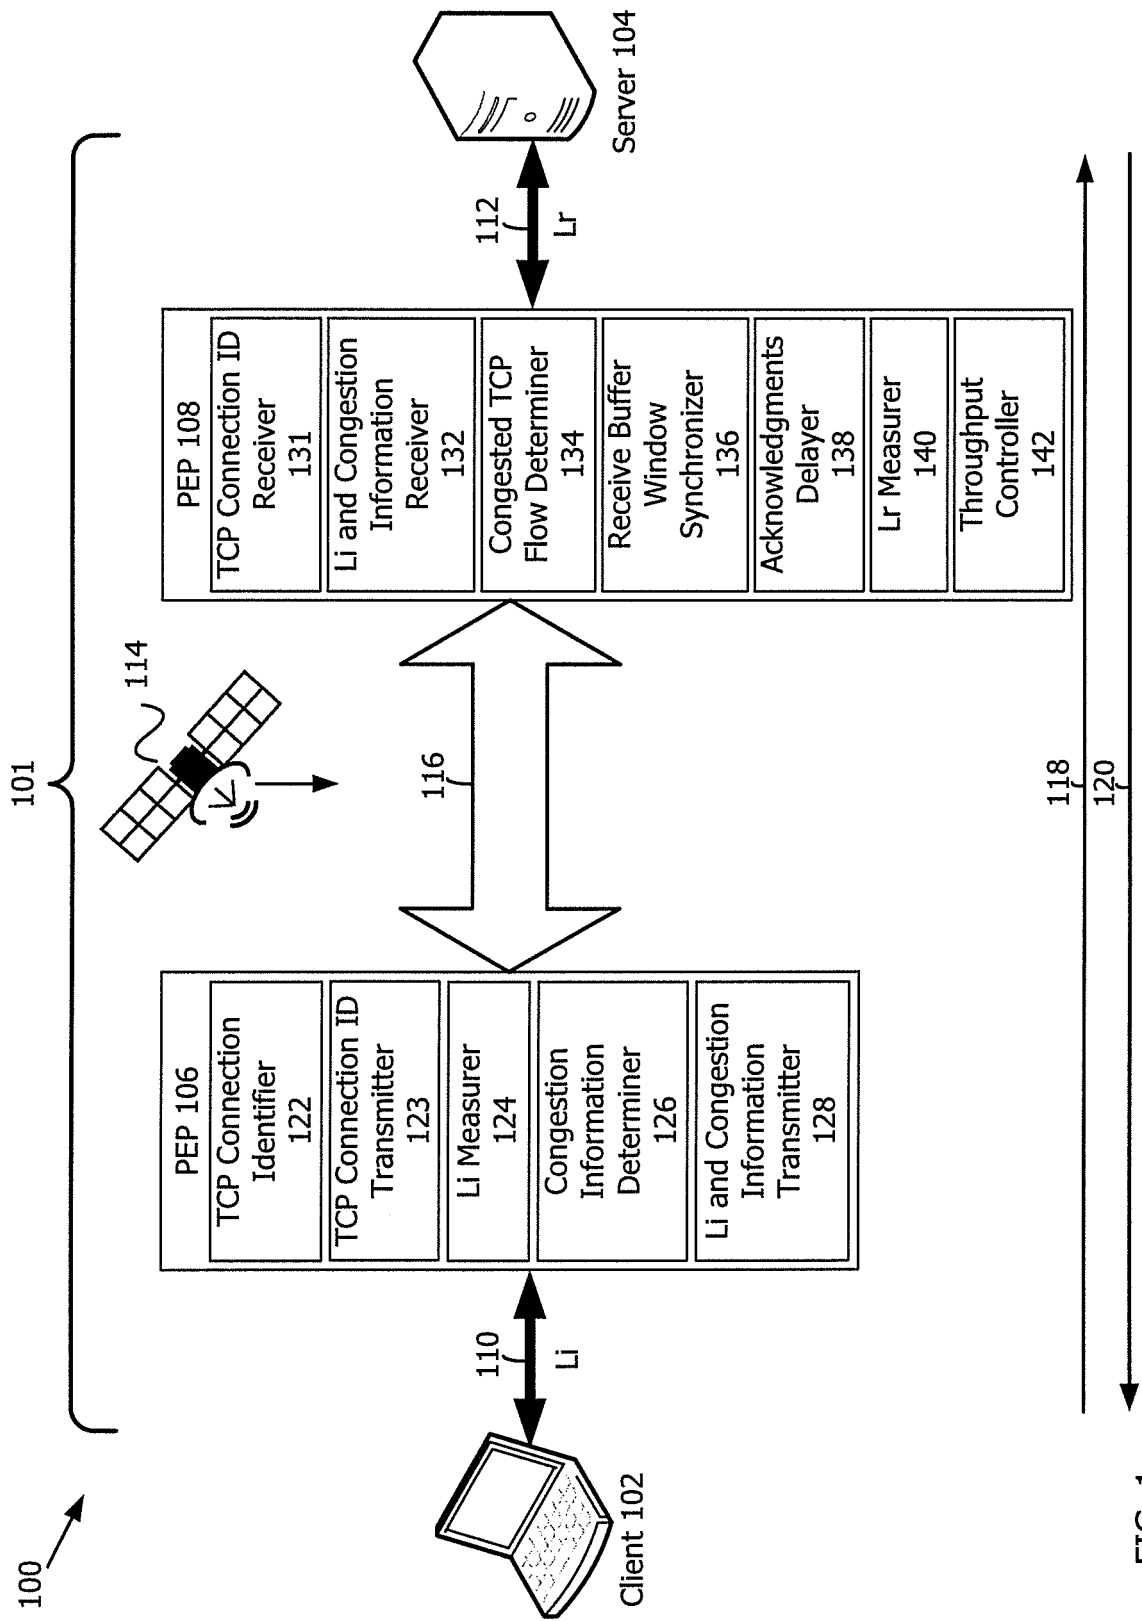 100
101
114
Client 102
110
Li
PEP 106
TCP Connection
Identifier
122
TCP Connection ID
Transmitter
123
Li Measurer
124
Congestion
Information
Determiner
126
Li and Congestion
Information
Transmitter
128
116
PEP 108
TCP Connection ID
Receiver
131
Li and Congestion
Information
Receiver
132
Congested TCP
Flow Determiner
134
Receive Buffer
Window
Synchronizer
136
Acknowledgments
Delayer
138
Lr Measurer
140
Throughput
Controller
142
112
Lr
Server 104
118
120
FIG. 1